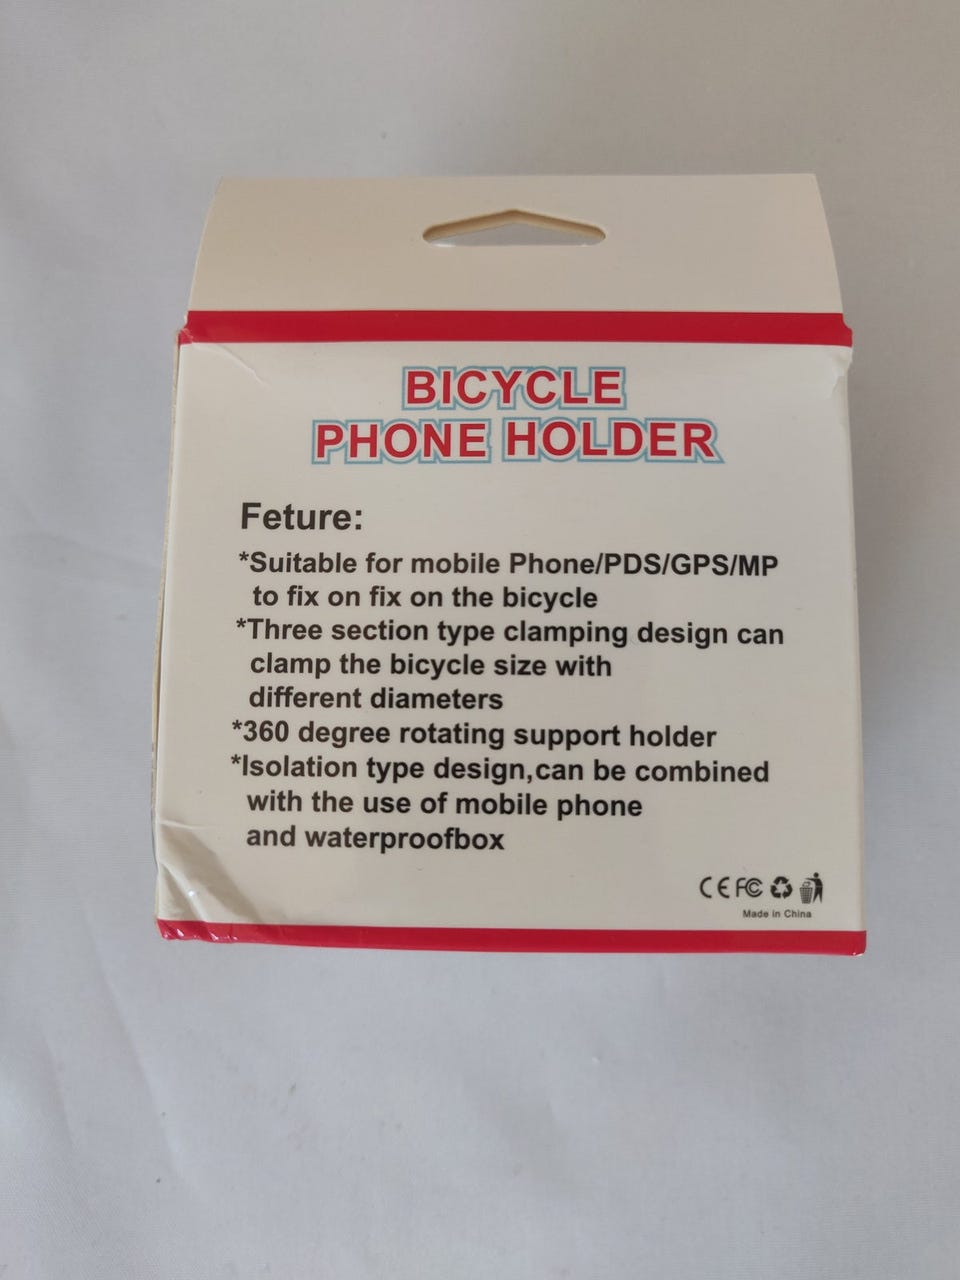 BICYCLE
PHONE HOLDER
Feture:
*Suitable for mobile Phone/PDS/GPS/MP
to fix on fix on the bicycle
*Three section type clamping design can
clamp the bicycle size with
different diameters
*360 degree rotating support holder
*Isolation type design,can be combined
with the use of mobile phone
and waterproofbox
CE FC
Made in China